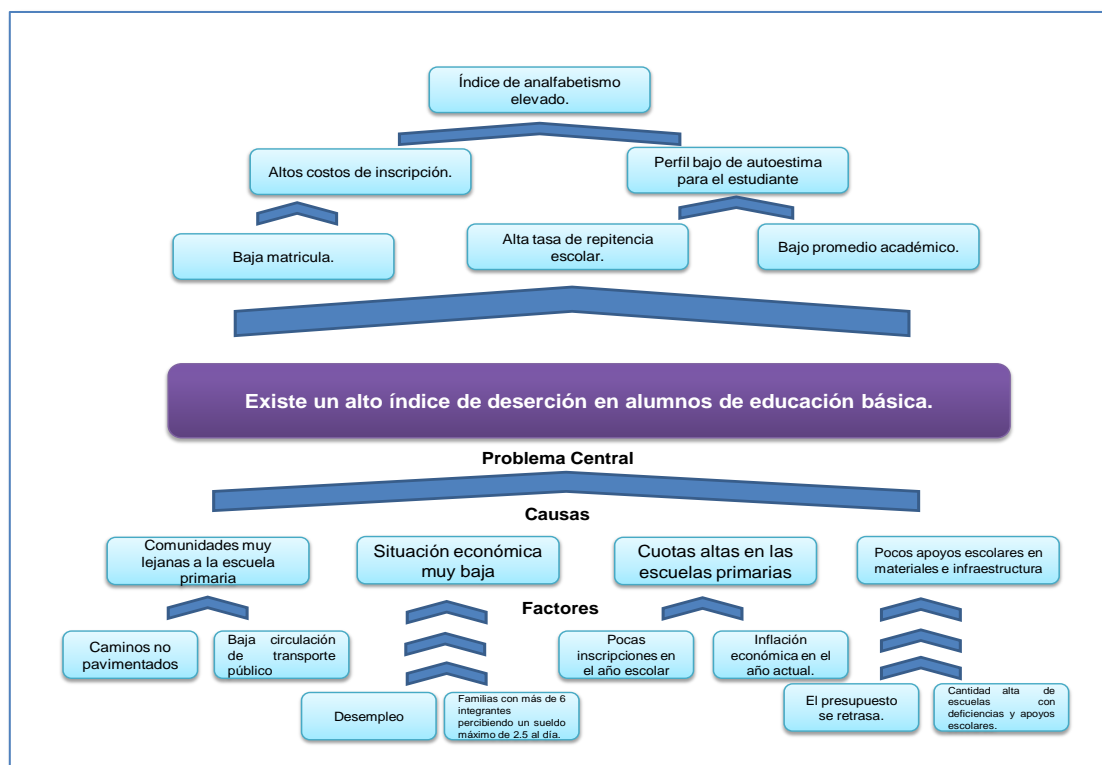 Índice de analfabetismo
elevado.
Altos costos de inscripción.
Perfil bajo de autoestima
para el estudiante
Baja matricula.
Alta tasa de repitencia
escolar.
Bajo promedio académico.
Existe un alto índice de deserción en alumnos de educación básica.
Problema Central
Causas
Comunidades muy
lejanas a la escuela
primaria
Situación económica
muy baja
Cuotas altas en las
escuelas primarias
Pocos apoyos escolares en
materiales e infraestructura
Factores
Caminos no
pavimentados
Baja circulación
de transporte
público
Pocas
inscripciones en
el año escolar
Inflación
económica en el
año actual.
Desempleo
Familias con más de 6
integrantes
percibiendo un sueldo
máximo de 2.5 al día.
El presupuesto
se retrasa.
Cantidad alta de
escuelas con
deficiencias y apoyos
escolares.